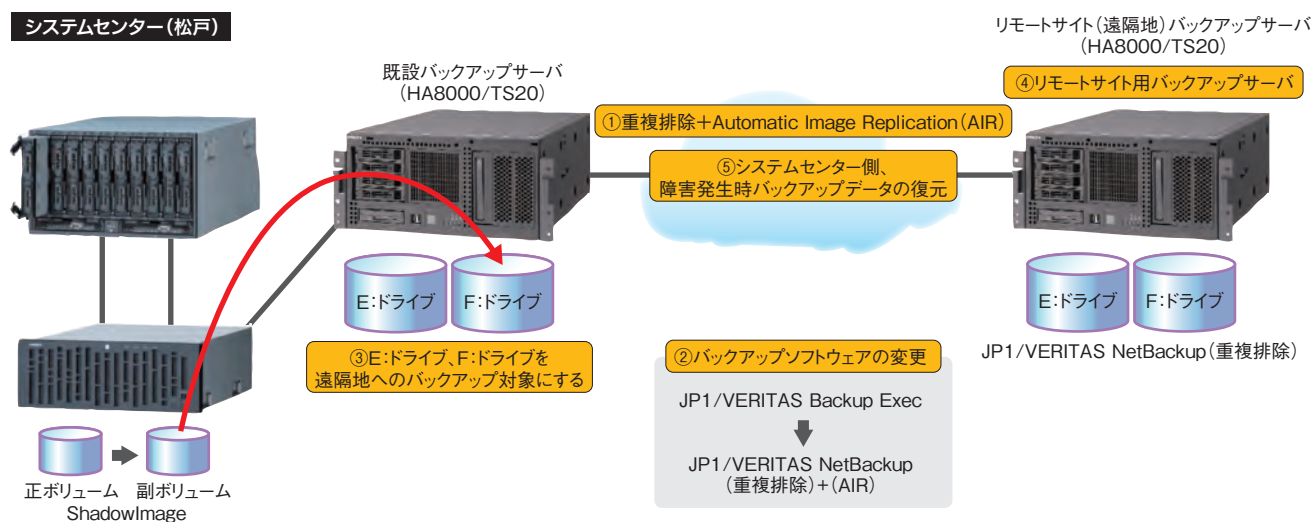 システムセンター(松戸)
既設バックアップサーバ
(HA8000/TS20)
リモートサイト(遠隔地)バックアップサーバ
(HA8000/TS20)
④リモートサイト用バックアップサーバ
①重複排除+Automatic Image Replication(AIR)
⑤システムセンター側、
障害発生時バックアップデータの復元
E:ドライブ
F:ドライブ
E:ドライブ
F:ドライブ
JP1/VERITAS NetBackup(重複排除)
③E:ドライブ、F:ドライブを
遠隔地へのバックアップ対象にする
②バックアップソフトウェアの変更
JP1/VERITAS Backup Exec
JP1/VERITAS NetBackup
(重複排除)+(AIR)
正ボリューム
副ボリューム
ShadowImage